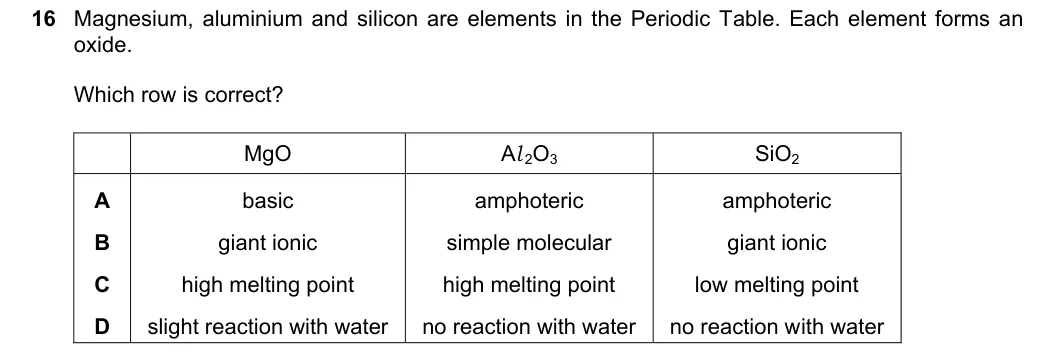 16 Magnesium, aluminium and silicon are elements in the Periodic Table. Each element forms an
oxide.
Which row is correct?
MgO Al₂O₃ SiO₂
A basic amphoteric amphoteric
B giant ionic simple molecular giant ionic
C high melting point high melting point low melting point
D slight reaction with water no reaction with water no reaction with water